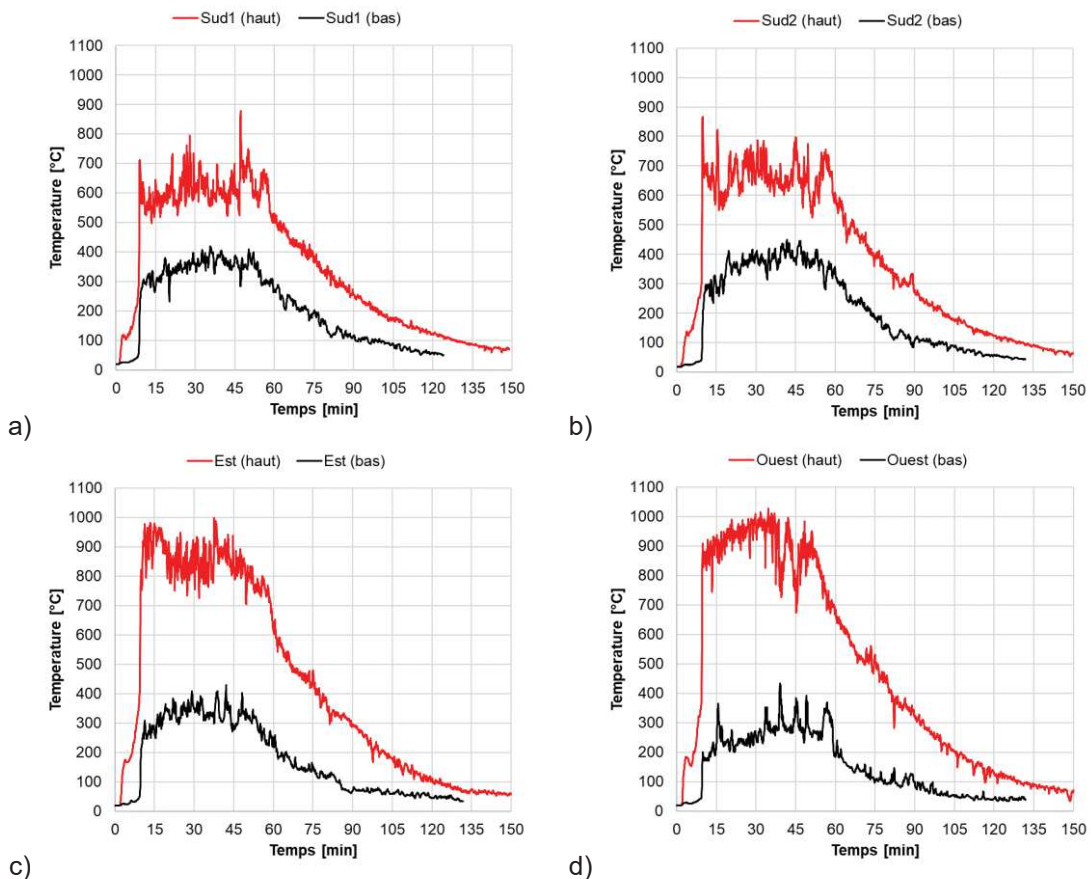 Sud1 (haut) Sud1 (bas)
1100
1000
900
800
700
600
500
400
300
200
100
0
Temperature [°C]
0 15 30 45 60 75 90 105 120 135 150
Temps [min]
a)
Sud2 (haut) Sud2 (bas)
1100
1000
900
800
700
600
500
400
300
200
100
0
Temperature [°C]
0 15 30 45 60 75 90 105 120 135 150
Temps [min]
b)
Est (haut) Est (bas)
1100
1000
900
800
700
600
500
400
300
200
100
0
Temperature [°C]
0 15 30 45 60 75 90 105 120 135 150
Temps [min]
c)
Ouest (haut) Ouest (bas)
1100
1000
900
800
700
600
500
400
300
200
100
0
Temperature [°C]
0 15 30 45 60 75 90 105 120 135 150
Temps [min]
d)